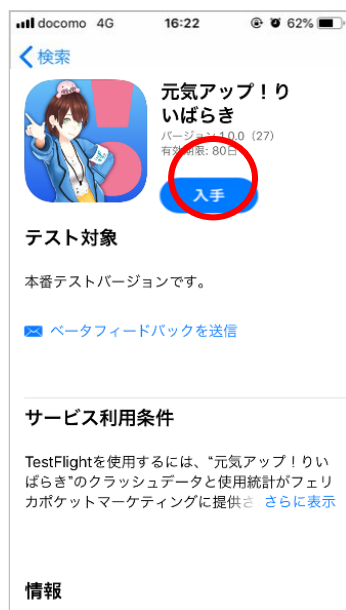 docomo 4G 16:22 62%
検索
元気アップ！り
いばらき
バージョン 1.0.0 (27)
有効期限: 80日
入手
テスト対象
本番テストバージョンです。
ベータフィードバックを送信
サービス利用条件
TestFlightを使用するには、“元気アップ！りい
ばらき”のクラッシュデータと使用統計がフェリ
カポケットマーケティングに提供さ さらに表示
情報